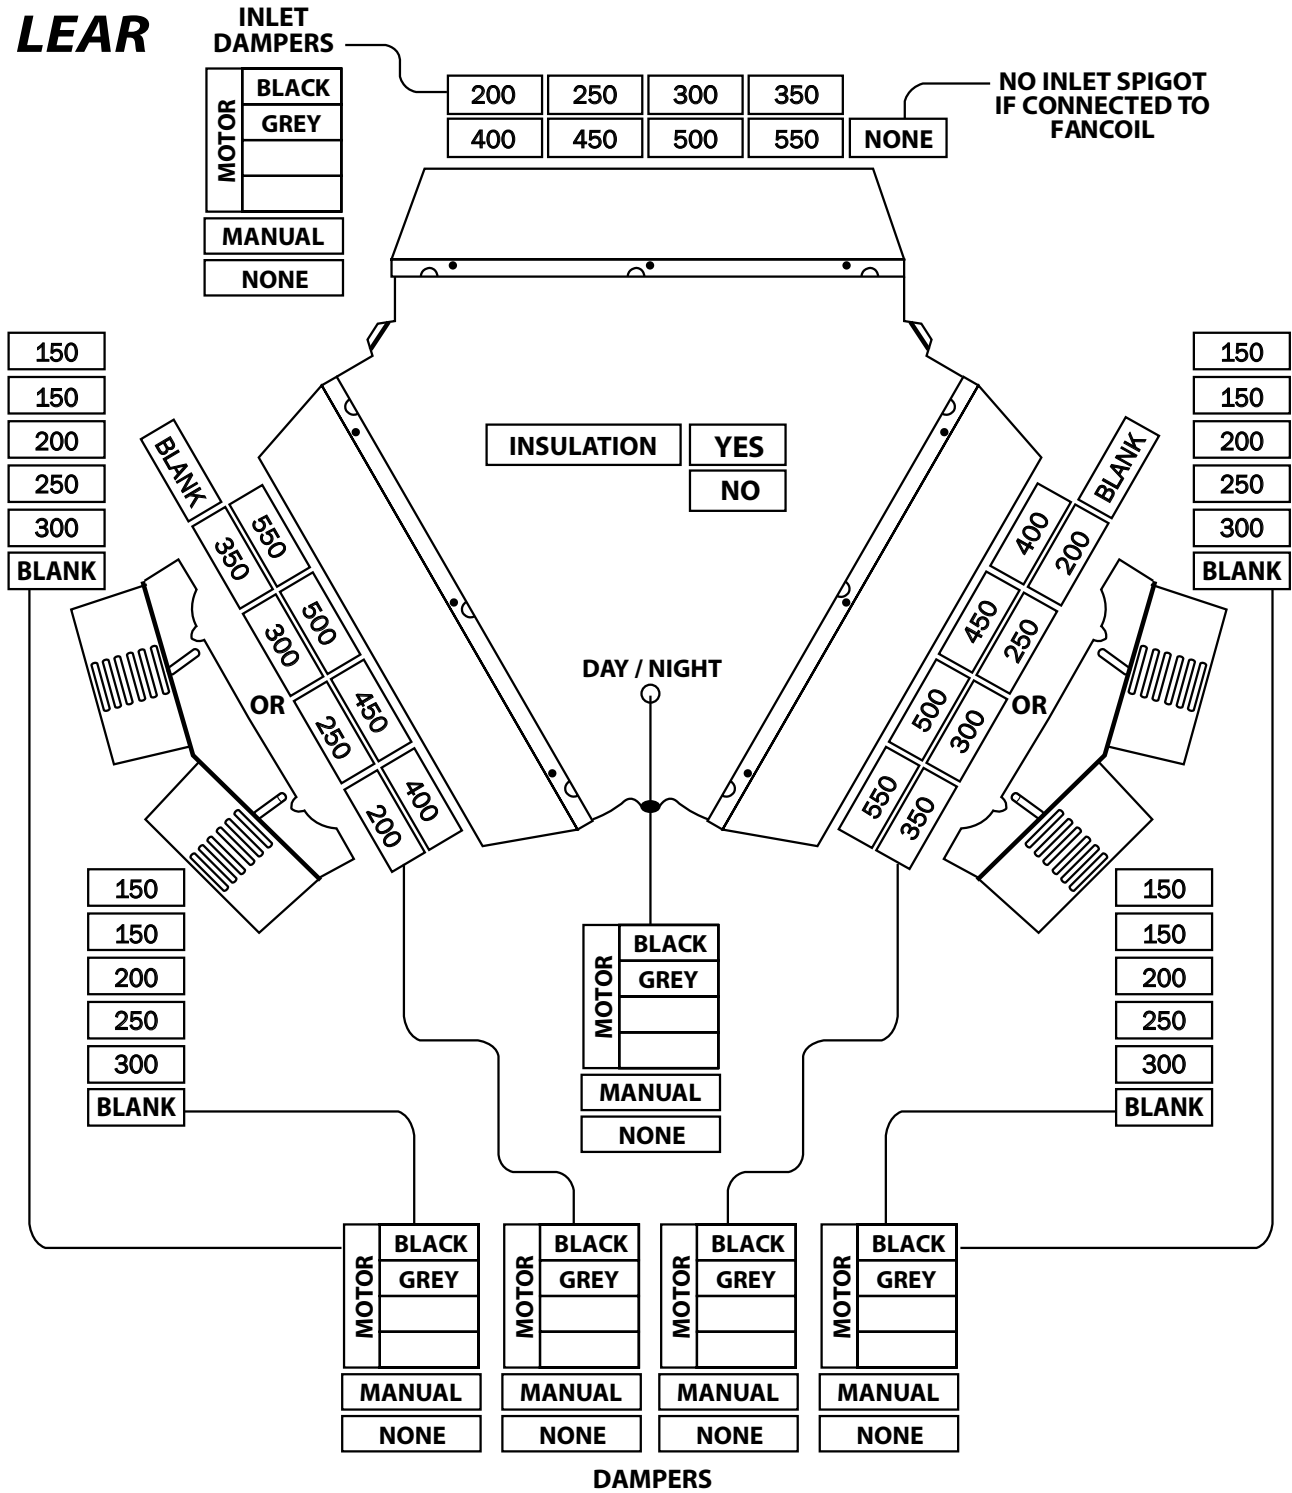 LEAR
INLET
DAMPERS
MOTOR
BLACK
GREY
MANUAL
NONE
200 250 300 350
400 450 500 550 NONE
NO INLET SPIGOT
IF CONNECTED TO
FANCOIL
150
150
200
250
300
BLANK
BLANK
350 300 250 200
550 500 450 400
OR
INSULATION YES
NO
DAY / NIGHT
BLANK
400 450 500 550
200 250 300 350
OR
150
150
200
250
300
BLANK
150
150
200
250
300
BLANK
MOTOR
BLACK
GREY
MANUAL
NONE
150
150
200
250
300
BLANK
MOTOR
BLACK
GREY
MANUAL
NONE
MOTOR
BLACK
GREY
MANUAL
NONE
MOTOR
BLACK
GREY
MANUAL
NONE
MOTOR
BLACK
GREY
MANUAL
NONE
DAMPERS